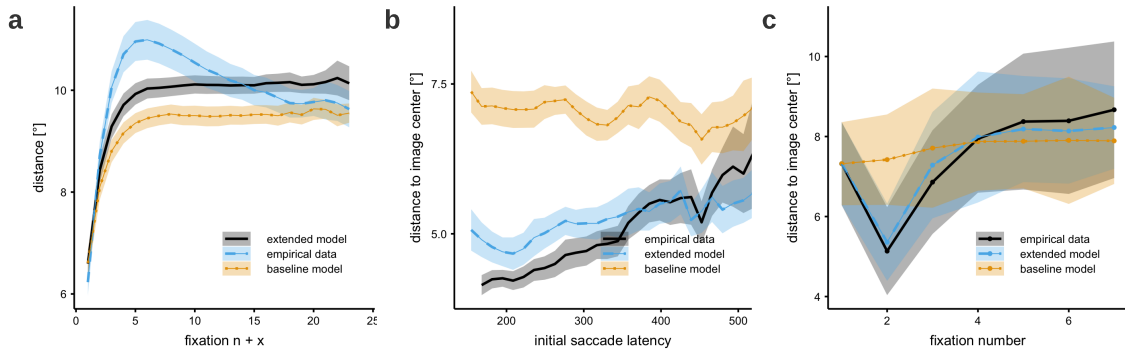 a
distance [°]
10
8
6
0
5
10
15
20
25
fixation n + x
extended model
empirical data
baseline model
b
distance to image center [°]
7.5
5.0
200
300
400
500
initial saccade latency
empirical data
extended model
baseline model
c
distance to image center [°]
10
8
6
4
2
4
6
fixation number
empirical data
extended model
baseline model